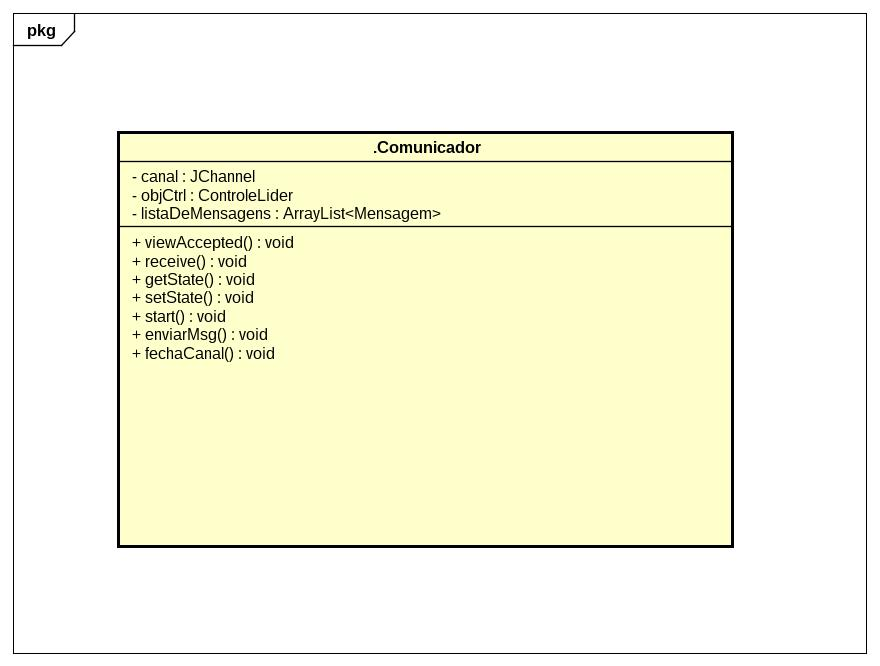 pkg
.Comunicador
- canal : JChannel
- objCtrl : ControleLider
- listaDeMensagens : ArrayList<Mensagem>
+ viewAccepted() : void
+ receive() : void
+ getState() : void
+ setState() : void
+ start() : void
+ enviarMsg() : void
+ fechaCanal() : void